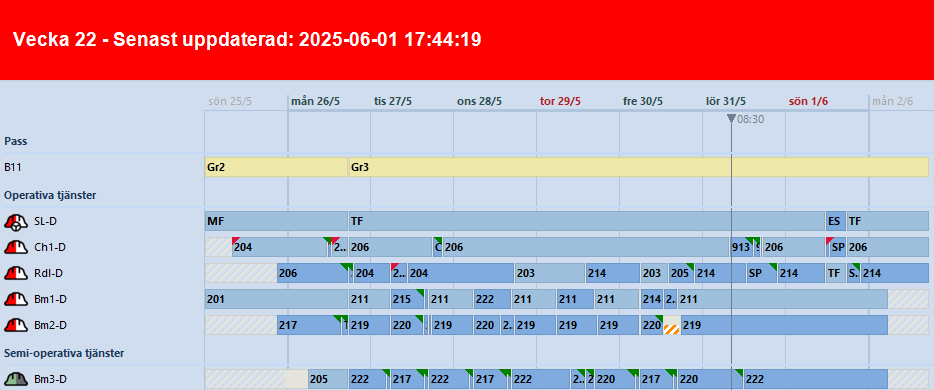 Vecka 22 - Senast uppdaterad: 2025-06-01 17:44:19
sön 25/5 mån 26/5 tis 27/5 ons 28/5 tor 29/5 fre 30/5 lör 31/5 sön 1/6 mån 2/6
08:30
Pass
B11 Gr2 Gr3
Operativa tjänster
SL-D MF TF ES TF
Ch1-D 204 2... 206 206 913 206 SP 206
Rdl-D 206 204 2... 204 203 214 203 205 214 SP 214 TF S. 214
Bm1-D 201 211 215 211 222 211 211 211 214 2.. 211
Bm2-D 217 219 220 219 220 2.. 219 219 219 220 219
Semi-operativa tjänster
Bm3-D 205 222 217 222 217 222 2.. 220 217 220 222